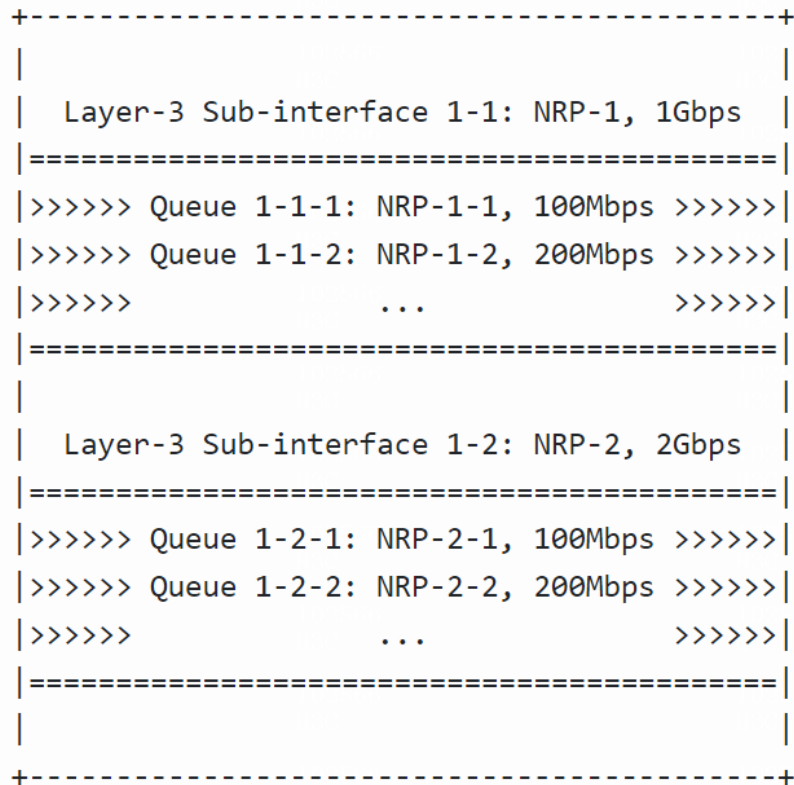 +--------------------------------------------+
|                                           |
|  Layer-3 Sub-interface 1-1: NRP-1, 1Gbps  |
|===========================================|
|>>>>>> Queue 1-1-1: NRP-1-1, 100Mbps >>>>>>|
|>>>>>> Queue 1-1-2: NRP-1-2, 200Mbps >>>>>>|
|>>>>>>              ...              >>>>>>|
|===========================================|
|                                           |
|  Layer-3 Sub-interface 1-2: NRP-2, 2Gbps  |
|===========================================|
|>>>>>> Queue 1-2-1: NRP-2-1, 100Mbps >>>>>>|
|>>>>>> Queue 1-2-2: NRP-2-2, 200Mbps >>>>>>|
|>>>>>>              ...              >>>>>>|
|===========================================|
|                                           |
+--------------------------------------------+